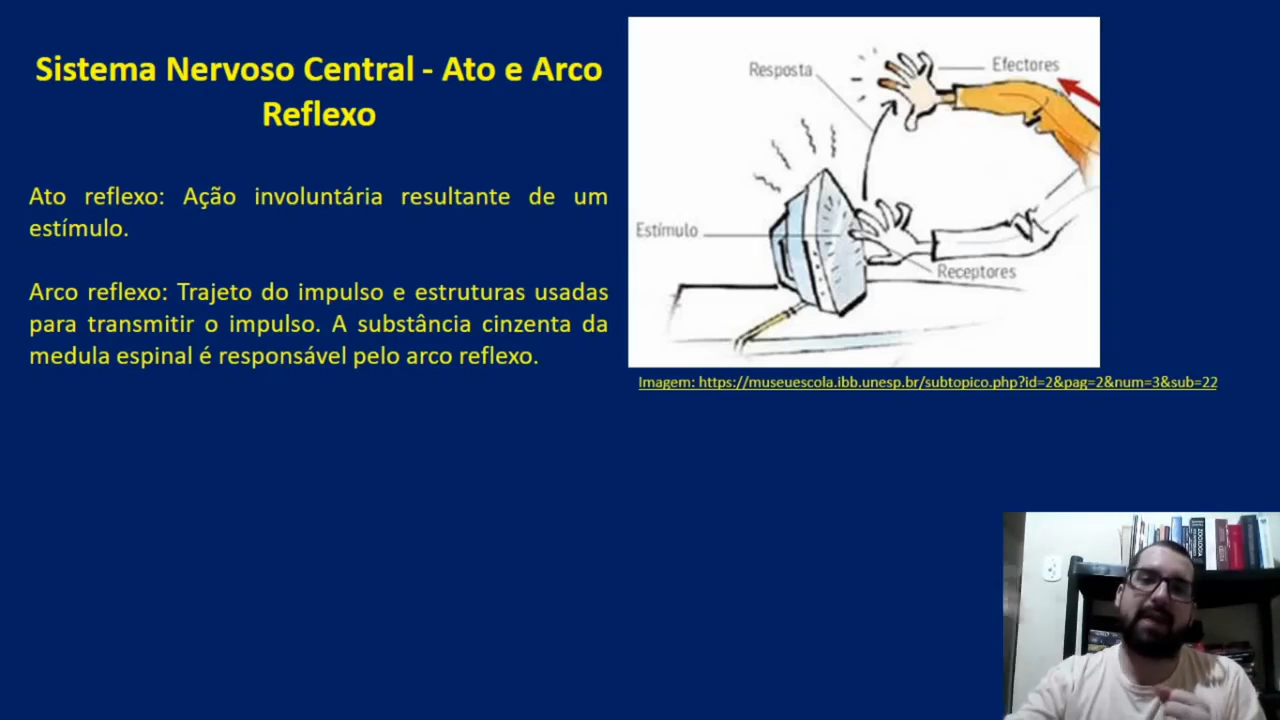 Sistema Nervoso Central - Ato e Arco
Reflexo
Ato reflexo: Ação involuntária resultante de um
estímulo.
Arco reflexo: Trajeto do impulso e estruturas usadas
para transmitir o impulso. A substância cinzenta da
medula espinal é responsável pelo arco reflexo.
Resposta
Efectores
Estímulo
Receptores
Imagem: https://museuescola.ibb.unesp.br/subtopico.php?id=2&pag=2&num=3&sub=22
ZOOLOGIA